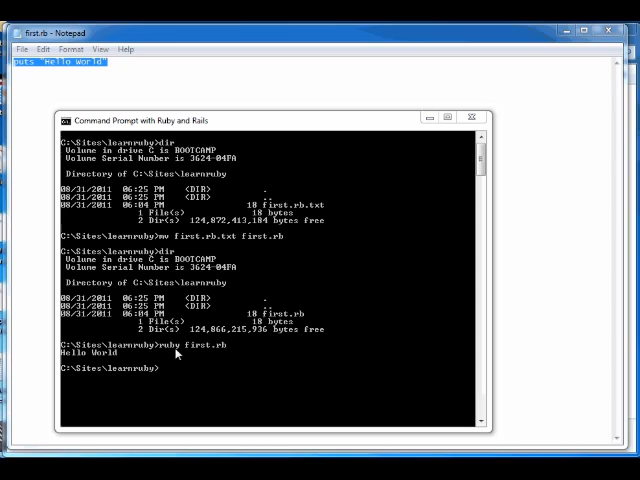 first.rb - Notepad
File Edit Format View Help
puts "Hello World"
Command Prompt with Ruby and Rails
C:\Sites\learnruby>dir
Volume in drive C is BOOTCAMP
Volume Serial Number is 3624-04FA
Directory of C:\Sites\learnruby
08/31/2011 06:25 PM <DIR> .
08/31/2011 06:25 PM <DIR> ..
08/31/2011 06:04 PM 18 first.rb.txt
1 File(s) 18 bytes
2 Dir(s) 124,872,413,184 bytes free
C:\Sites\learnruby>mv first.rb.txt first.rb
C:\Sites\learnruby>dir
Volume in drive C is BOOTCAMP
Volume Serial Number is 3624-04FA
Directory of C:\Sites\learnruby
08/31/2011 06:25 PM <DIR> .
08/31/2011 06:25 PM <DIR> ..
08/31/2011 06:04 PM 18 first.rb
1 File(s) 18 bytes
2 Dir(s) 124,866,215,936 bytes free
C:\Sites\learnruby>ruby first.rb
Hello World
C:\Sites\learnruby>